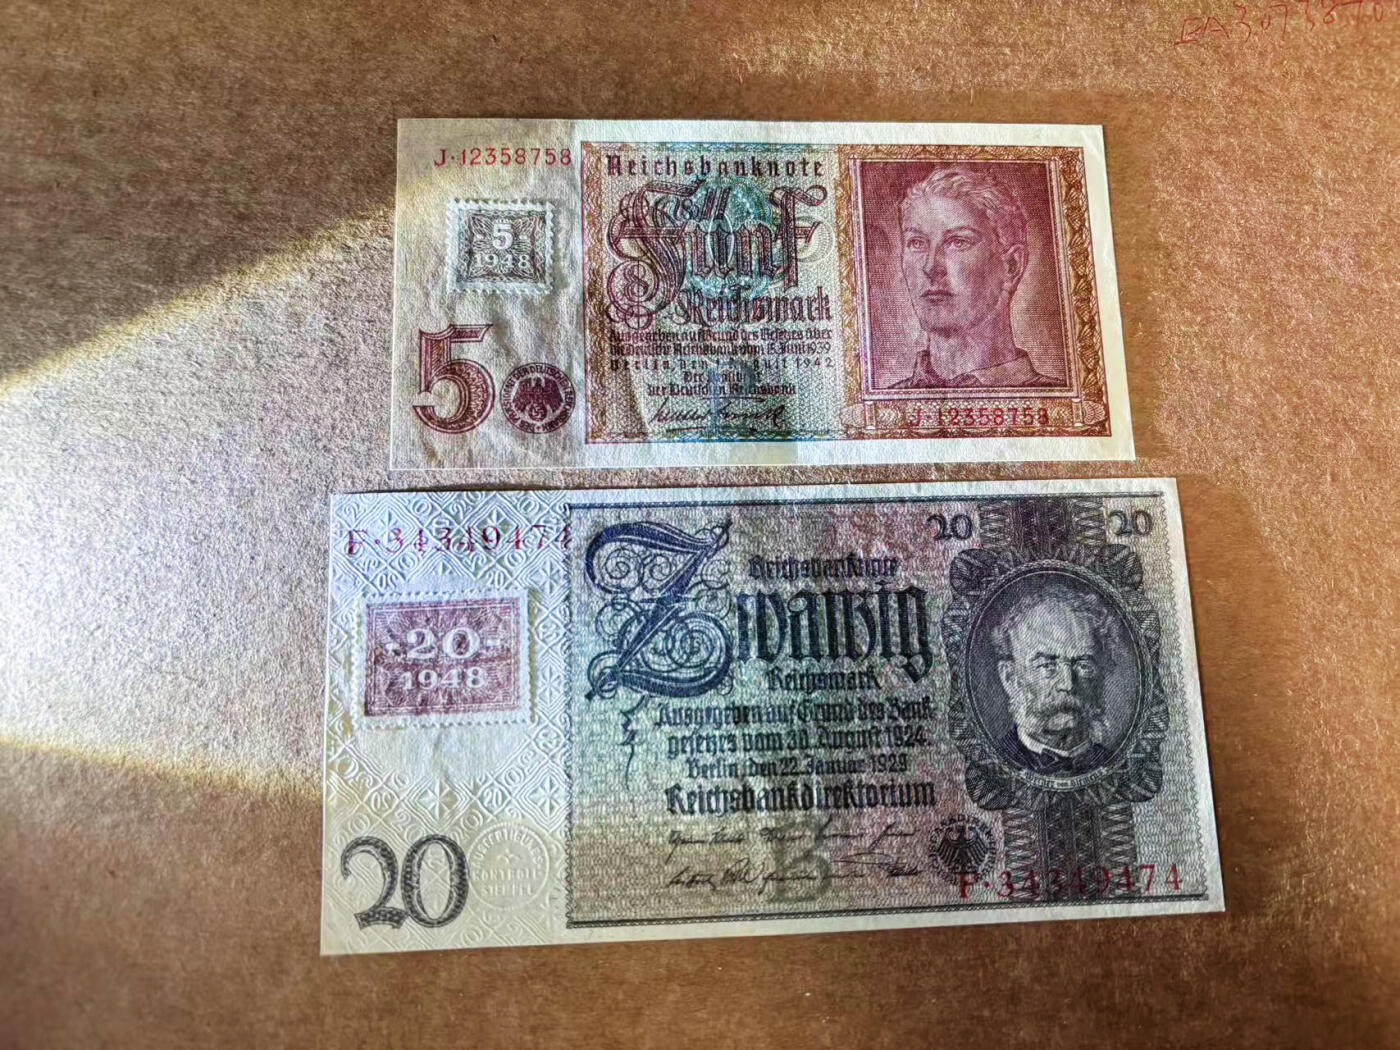 J·12358758
5
1948
5
Reichsbanknote
Fünf
Reichsmark
Ausgegeben auf Grund des Gesetzes über
die Deutsche Reichsbank vom 15. Juni 1939
Berlin, den 1. August 1942
der Deutschen Reichsbank
J·12358758
F·34349474
20
1948
20
KONTROLL
STEMPEL
20
20
Reichsbanknote
Zwanzig
Reichsmark
Ausgegeben auf Grund des Bank-
gesetzes vom 30. August 1924.
Berlin, den 22. Januar 1929
Reichsbankdirektorium
B
F·34349474